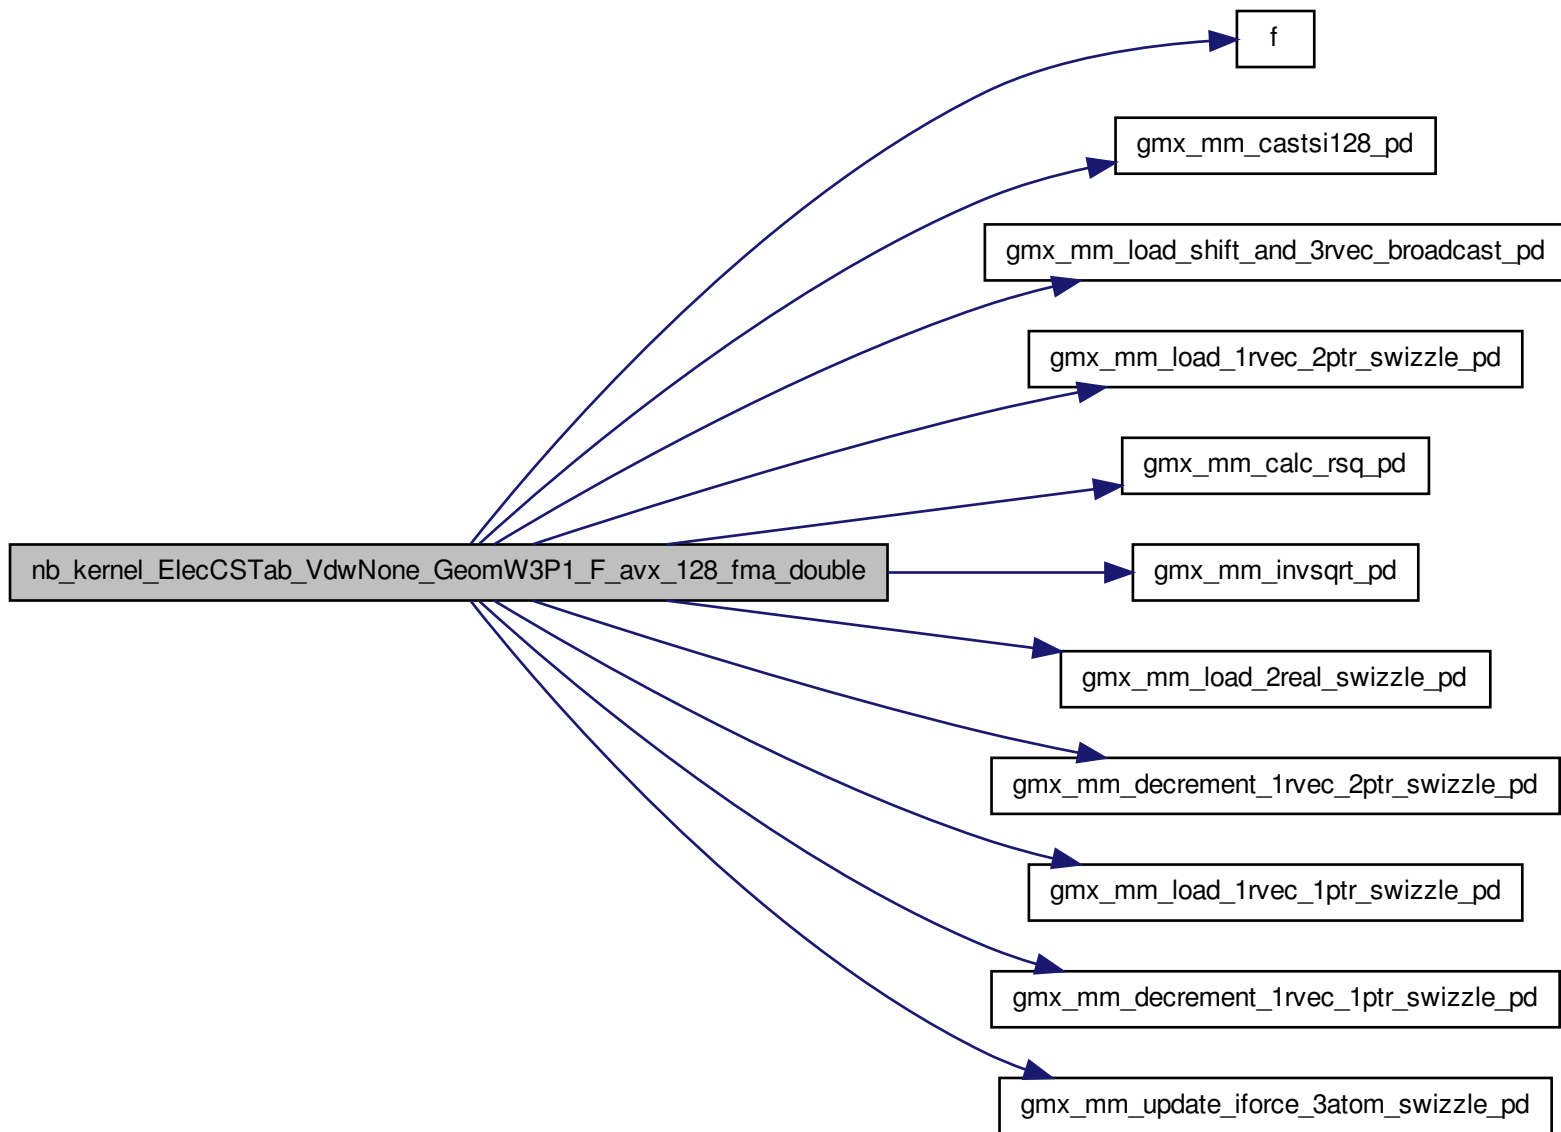 f
gmx_mm_castsi128_pd
gmx_mm_load_shift_and_3rvec_broadcast_pd
gmx_mm_load_1rvec_2ptr_swizzle_pd
gmx_mm_calc_rsq_pd
nb_kernel_ElecCSTab_VdwNone_GeomW3P1_F_avx_128_fma_double
gmx_mm_invsqrt_pd
gmx_mm_load_2real_swizzle_pd
gmx_mm_decrement_1rvec_2ptr_swizzle_pd
gmx_mm_load_1rvec_1ptr_swizzle_pd
gmx_mm_decrement_1rvec_1ptr_swizzle_pd
gmx_mm_update_iforce_3atom_swizzle_pd